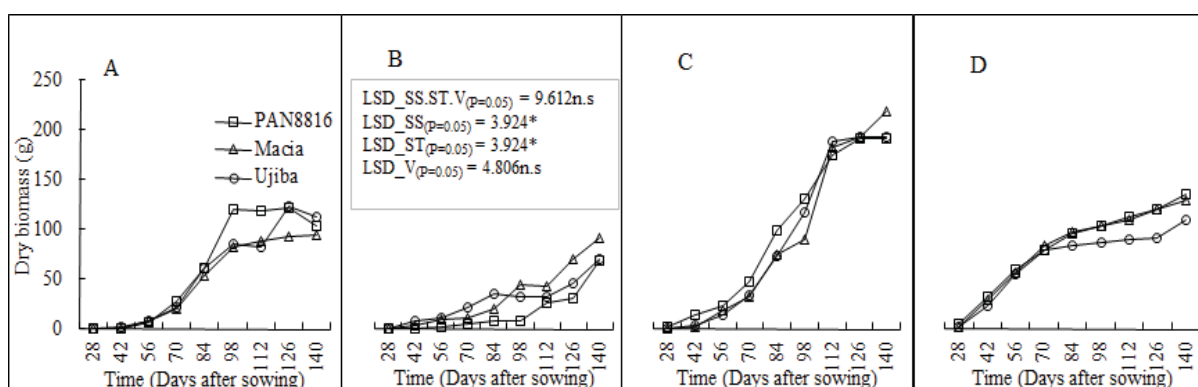 A
B
C
D
Dry biomass (g)
250
200
150
100
50
0
PAN8816
Macia
Ujiba
LSD_SS.ST.V(P=0.05) = 9.612n.s
LSD_SS(P=0.05) = 3.924*
LSD_ST(P=0.05) = 3.924*
LSD_V(P=0.05) = 4.806n.s
28 42 56 70 84 98 112 126 140
28 42 56 70 84 98 112 126 140
28 42 56 70 84 98 112 126 140
28 42 56 70 84 98 112 126 140
Time (Days after sowing)
Time (Days after sowing)
Time (Days after sowing)
Time (Days after sowing)